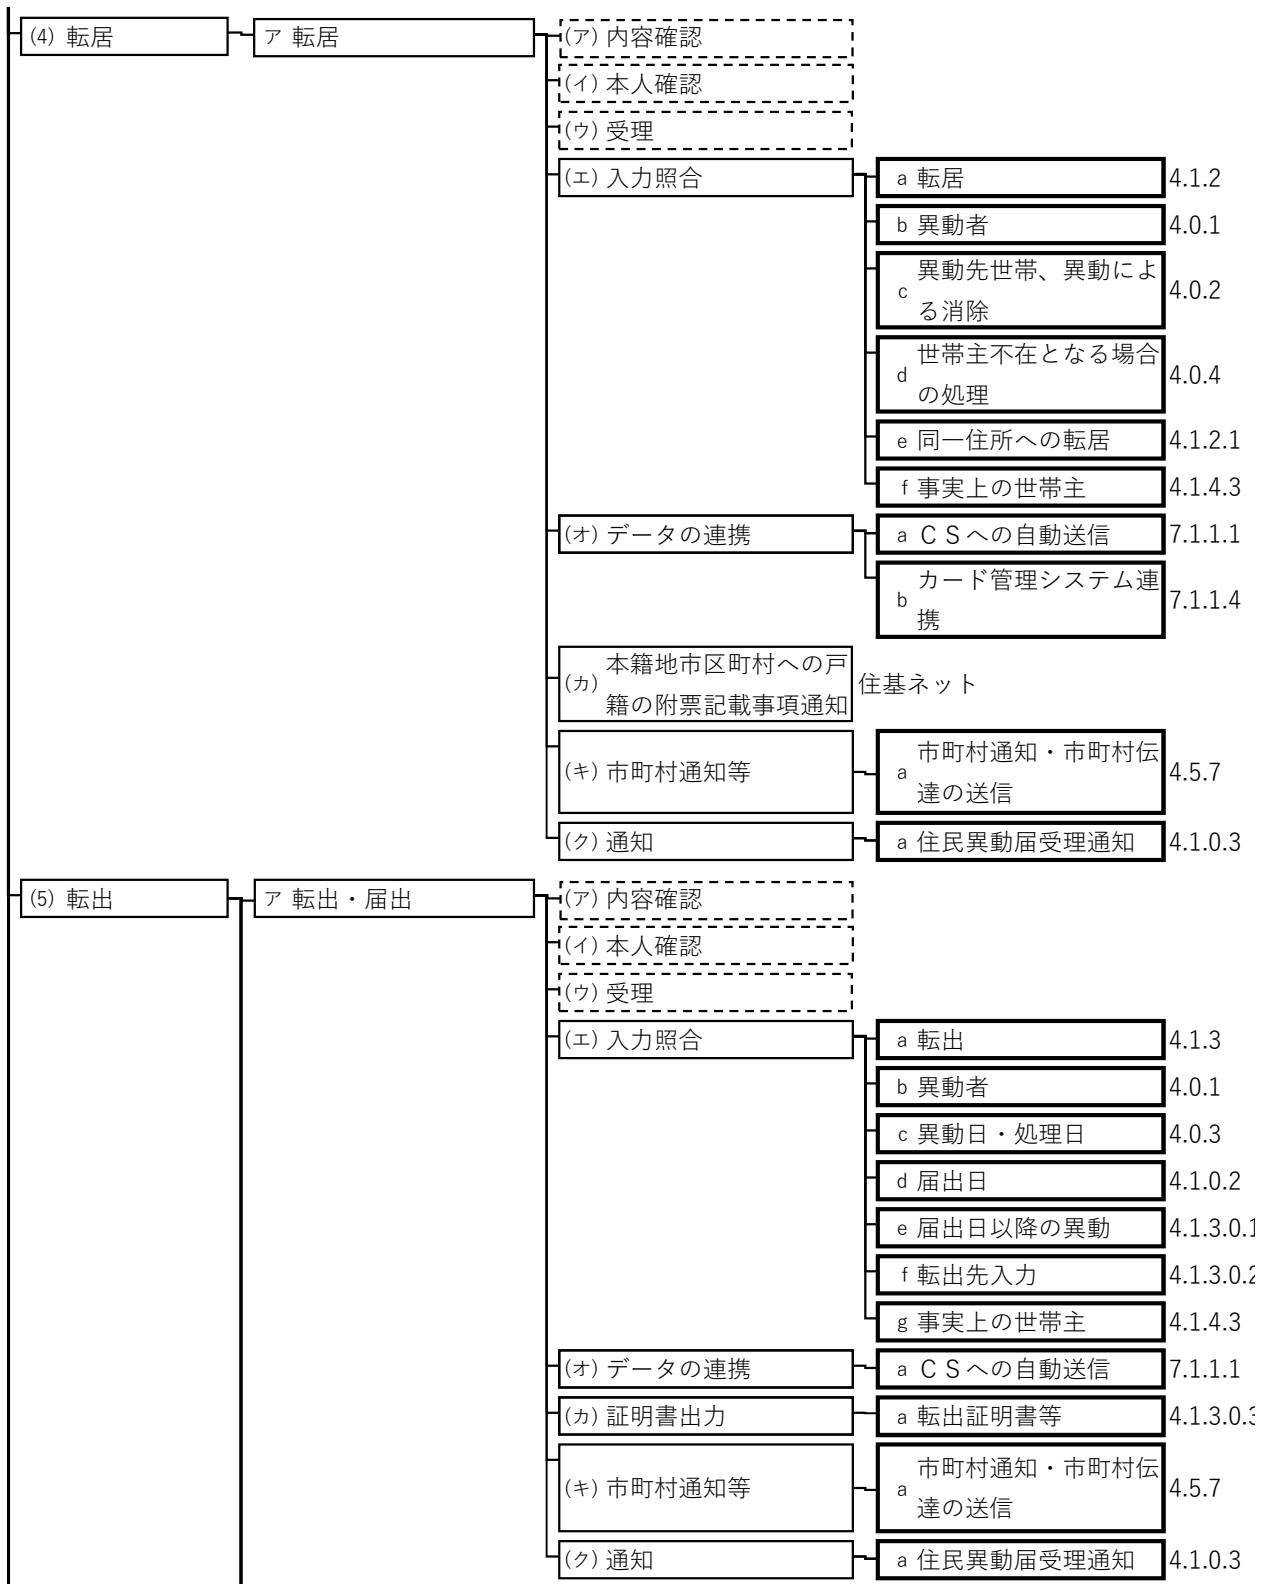 (4) 転居
ア 転居
(ア) 内容確認
(イ) 本人確認
(ウ) 受理
(エ) 入力照合
a 転居 4.1.2
b 異動者 4.0.1
c 異動先世帯、異動によ
る消除 4.0.2
d 世帯主不在となる場合
の処理 4.0.4
e 同一住所への転居 4.1.2.1
f 事実上の世帯主 4.1.4.3
(オ) データの連携
a ＣＳへの自動送信 7.1.1.1
b カード管理システム連
携 7.1.1.4
(カ) 本籍地市区町村への戸
籍の附票記載事項通知 住基ネット
(キ) 市町村通知等
a 市町村通知・市町村伝
達の送信 4.5.7
(ク) 通知
a 住民異動届受理通知 4.1.0.3
(5) 転出
ア 転出・届出
(ア) 内容確認
(イ) 本人確認
(ウ) 受理
(エ) 入力照合
a 転出 4.1.3
b 異動者 4.0.1
c 異動日・処理日 4.0.3
d 届出日 4.1.0.2
e 届出日以降の異動 4.1.3.0.1
f 転出先入力 4.1.3.0.2
g 事実上の世帯主 4.1.4.3
(オ) データの連携
a ＣＳへの自動送信 7.1.1.1
(カ) 証明書出力
a 転出証明書等 4.1.3.0.3
(キ) 市町村通知等
a 市町村通知・市町村伝
達の送信 4.5.7
(ク) 通知
a 住民異動届受理通知 4.1.0.3